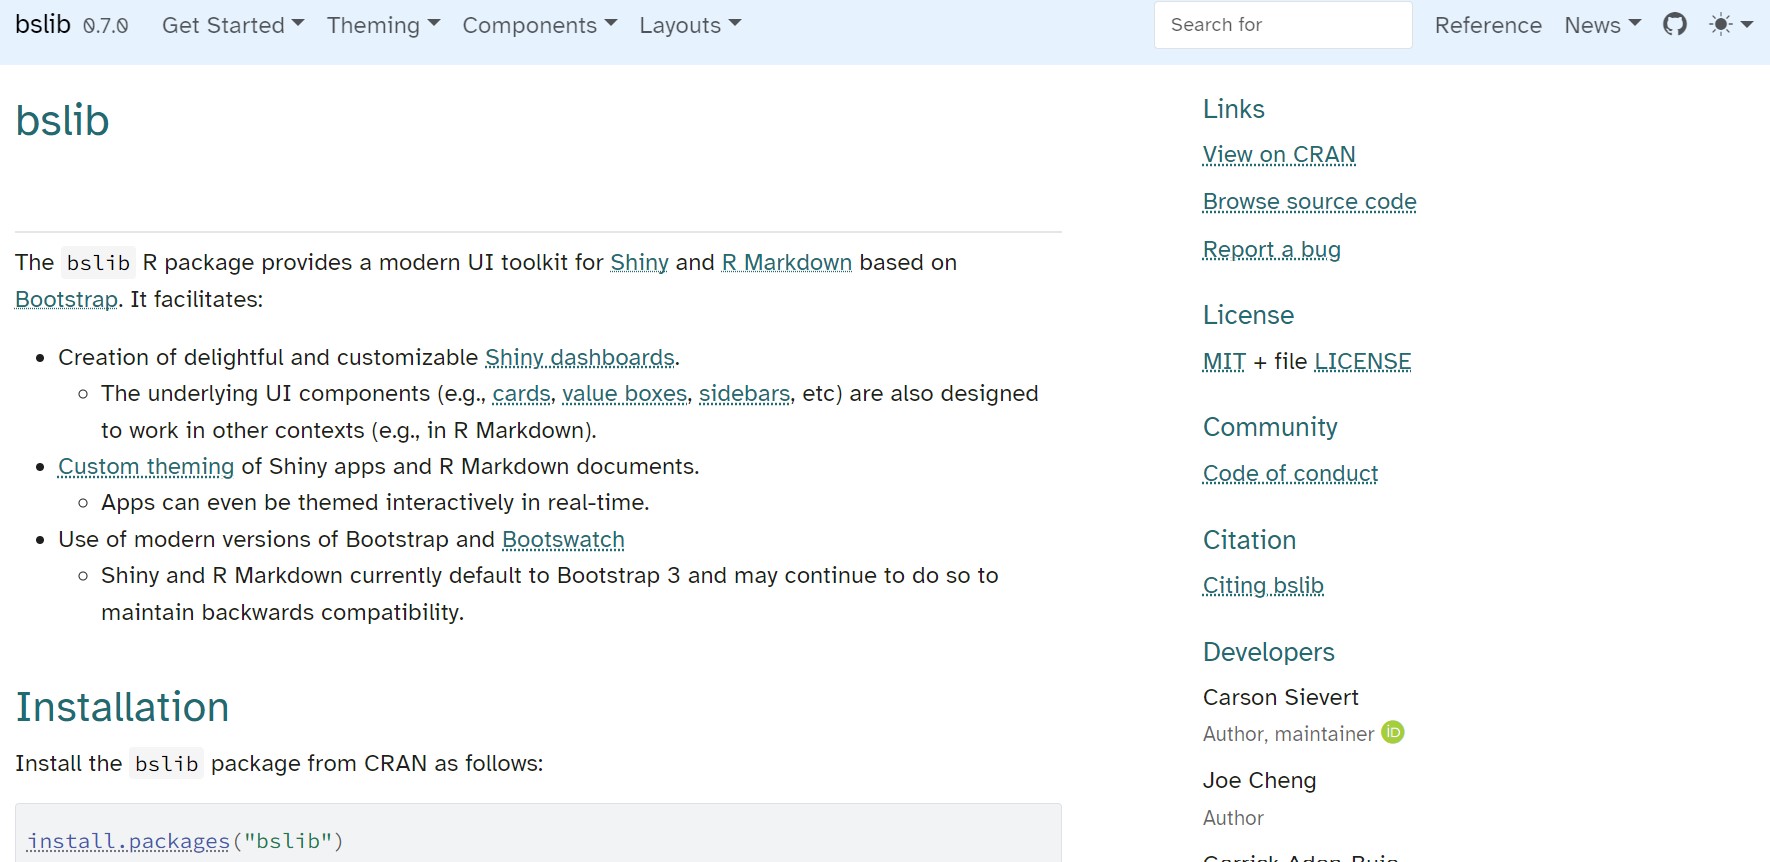 bslib 0.7.0 Get Started Theming Components Layouts Search for Reference News
bslib
The bslib R package provides a modern UI toolkit for Shiny and R Markdown based on
Bootstrap. It facilitates:
Creation of delightful and customizable Shiny dashboards.
The underlying UI components (e.g., cards, value boxes, sidebars, etc) are also designed
to work in other contexts (e.g., in R Markdown).
Custom theming of Shiny apps and R Markdown documents.
Apps can even be themed interactively in real-time.
Use of modern versions of Bootstrap and Bootswatch
Shiny and R Markdown currently default to Bootstrap 3 and may continue to do so to
maintain backwards compatibility.
Installation
Install the bslib package from CRAN as follows:
install.packages("bslib")
Links
View on CRAN
Browse source code
Report a bug
License
MIT + file LICENSE
Community
Code of conduct
Citation
Citing bslib
Developers
Carson Sievert
Author, maintainer iD
Joe Cheng
Author